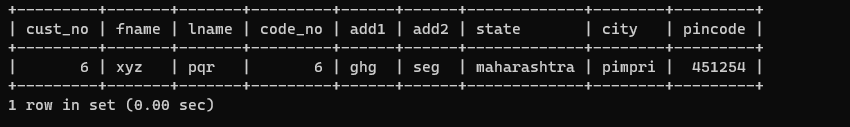 +---------+-------+-------+---------+------+------+-------------+--------+---------+
| cust_no | fname | lname | code_no | add1 | add2 | state       | city   | pincode |
+---------+-------+-------+---------+------+------+-------------+--------+---------+
|       6 | xyz   | pqr   |       6 | ghg  | seg  | maharashtra | pimpri |  451254 |
+---------+-------+-------+---------+------+------+-------------+--------+---------+
1 row in set (0.00 sec)